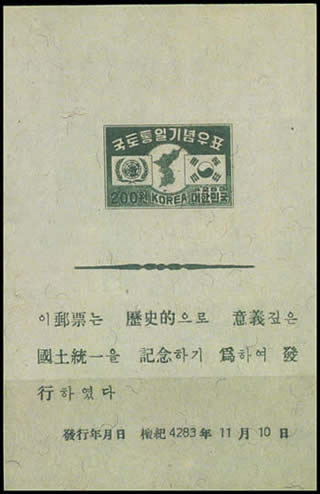 국토통일기념우표
200원 KOREA 대한민국
이郵票는 歷史的으로 意義깊은
國土統一을 記念하기 爲하여 發
行하였다
發行年月日 檀紀 4283年 11月 10日